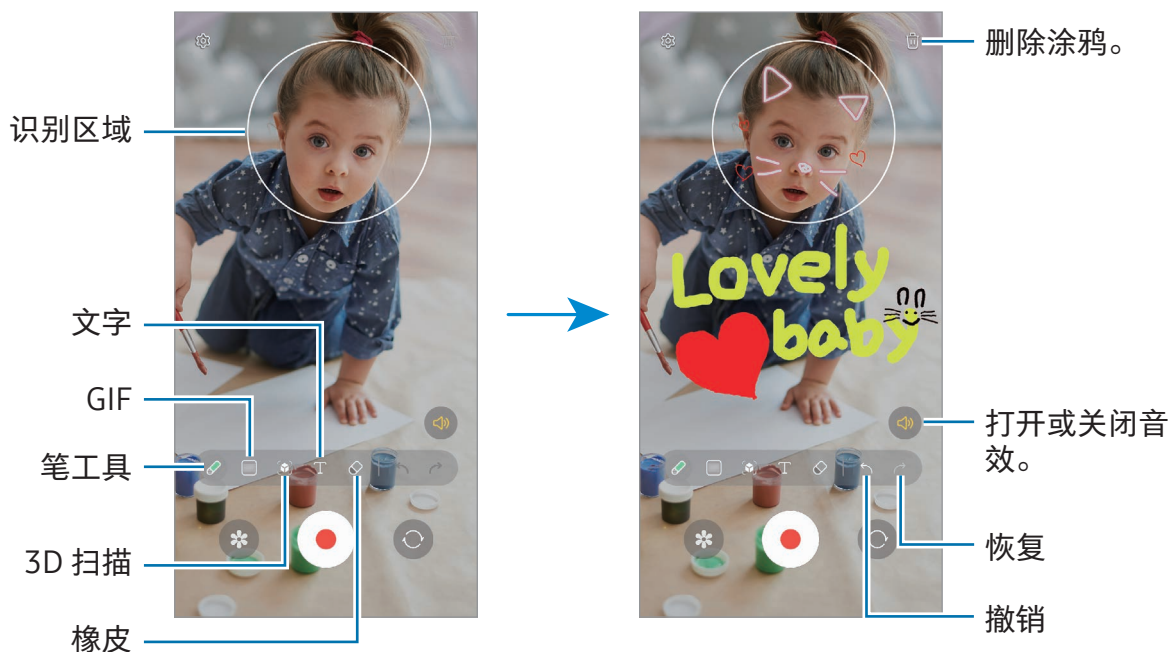 识别区域
文字
GIF
笔工具
3D 扫描
橡皮
Lovely
baby
删除涂鸦。
打开或关闭音
效。
恢复
撤销